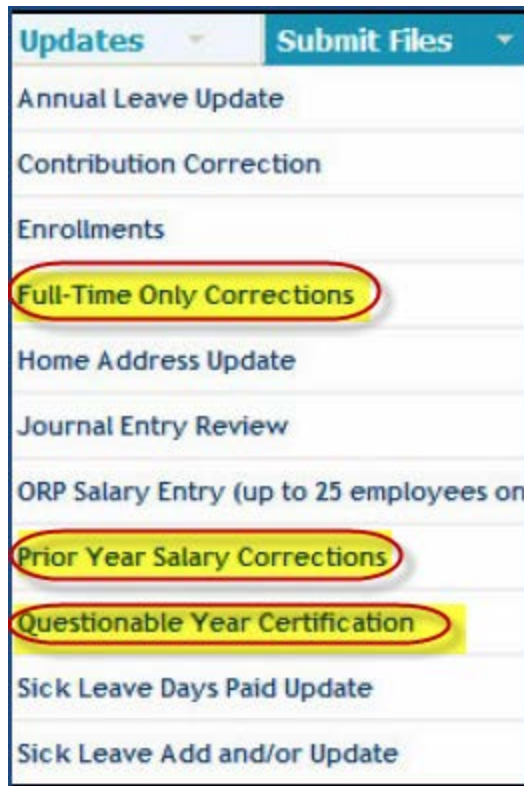 Updates Submit Files
Annual Leave Update
Contribution Correction
Enrollments
Full-Time Only Corrections
Home Address Update
Journal Entry Review
ORP Salary Entry (up to 25 employees on
Prior Year Salary Corrections
Questionable Year Certification
Sick Leave Days Paid Update
Sick Leave Add and/or Update